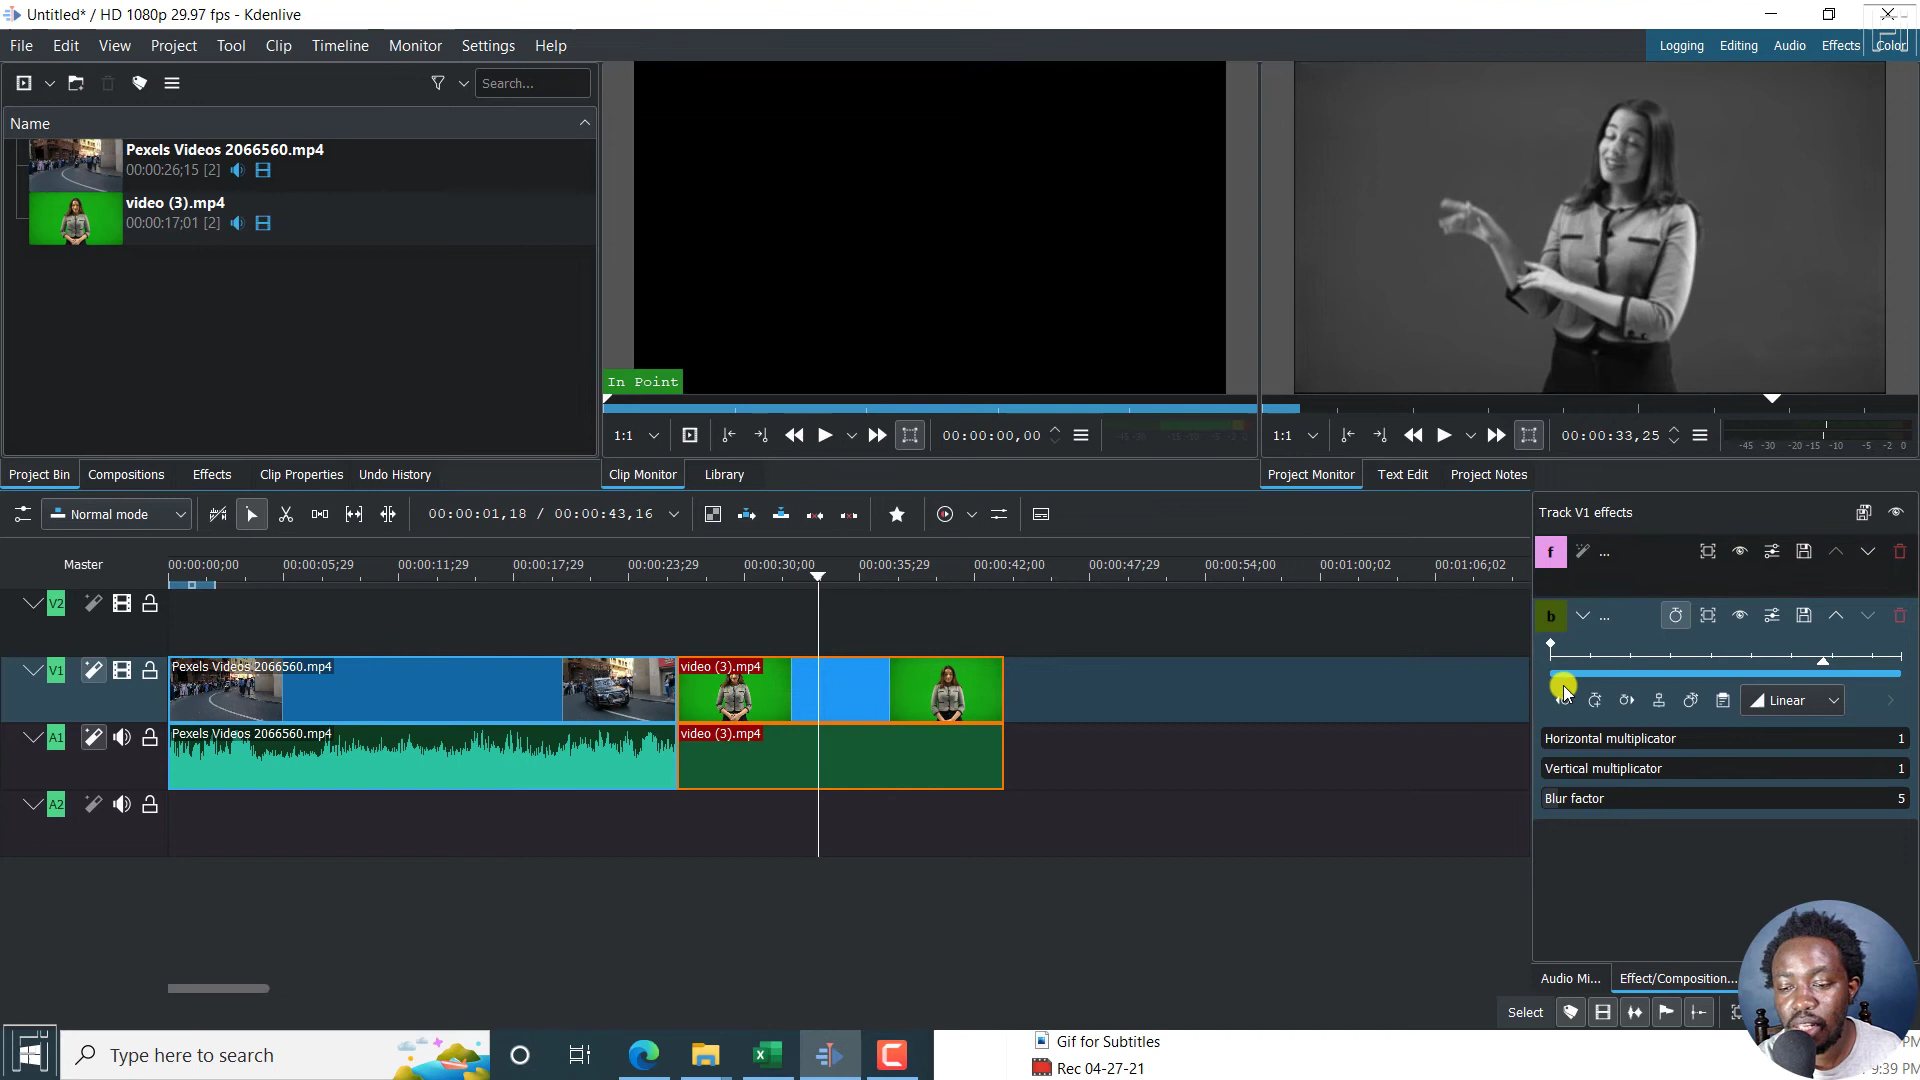 Untitled* / HD 1080p 29.97 fps - Kdenlive
File Edit View Project Tool Clip Timeline Monitor Settings Help
Logging Editing Audio Effects Color
Search...
Name
Pexels Videos 2066560.mp4
00:00:26;15 [2]
video (3).mp4
00:00:17;01 [2]
In Point
1:1 00:00:00,00
1:1 00:00:33,25
-45 -30 -20 -15 -10 -5 -2 0
Project Bin Compositions Effects Clip Properties Undo History
Clip Monitor Library
Project Monitor Text Edit Project Notes
Normal mode 00:00:01,18 / 00:00:43,16
Track V1 effects
f ...
Master 00:00:00;00 00:00:05;29 00:00:11;29 00:00:17;29 00:00:23;29 00:00:30;00 00:00:35;29 00:00:42;00 00:00:47;29 00:00:54;00 00:01:00;02 00:01:06;02
V2
b ...
V1 Pexels Videos 2066560.mp4 video (3).mp4
Linear
A1 Pexels Videos 2066560.mp4 video (3).mp4
Horizontal multiplicator 1
Vertical multiplicator 1
Blur factor 5
A2
Audio Mi... Effect/Composition...
Select
Type here to search
Gif for Subtitles
Rec 04-27-21
9:39 PM